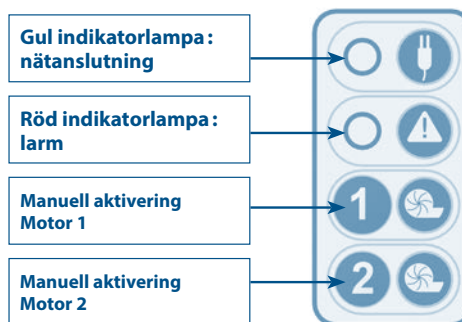 Gul indikatorlampa:
nätanslutning
Röd indikatorlampa:
larm
Manuell aktivering
Motor 1
1
Manuell aktivering
Motor 2
2